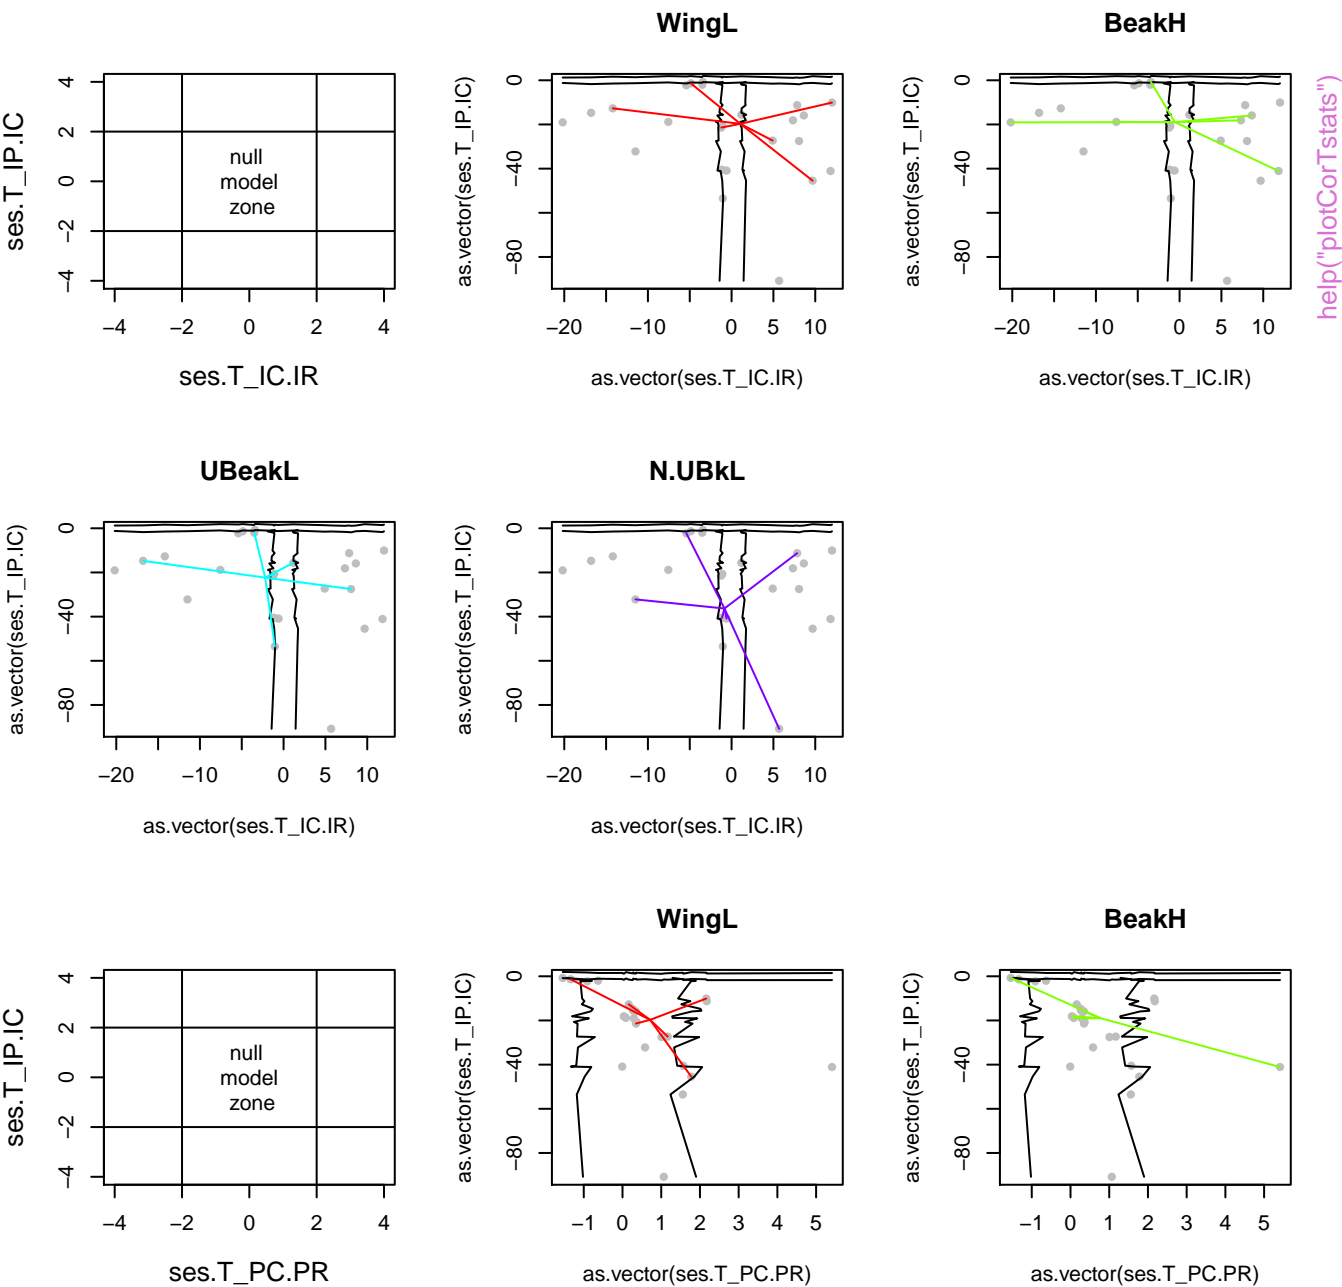 WingL
BeakH
ses.T_IP.IC
4
2
0
−2
−4
null
model
zone
−4 −2 0 2 4
ses.T_IC.IR
as.vector(ses.T_IP.IC)
0
−40
−80
−20 −10 0 5 10
as.vector(ses.T_IC.IR)
as.vector(ses.T_IP.IC)
0
−40
−80
−20 −10 0 5 10
as.vector(ses.T_IC.IR)
help("plotCorTstats")
UBeakL
N.UBkL
as.vector(ses.T_IP.IC)
0
−40
−80
−20 −10 0 5 10
as.vector(ses.T_IC.IR)
as.vector(ses.T_IP.IC)
0
−40
−80
−20 −10 0 5 10
as.vector(ses.T_IC.IR)
WingL
BeakH
ses.T_IP.IC
4
2
0
−2
−4
null
model
zone
−4 −2 0 2 4
ses.T_PC.PR
as.vector(ses.T_IP.IC)
0
−40
−80
−1 0 1 2 3 4 5
as.vector(ses.T_PC.PR)
as.vector(ses.T_IP.IC)
0
−40
−80
−1 0 1 2 3 4 5
as.vector(ses.T_PC.PR)